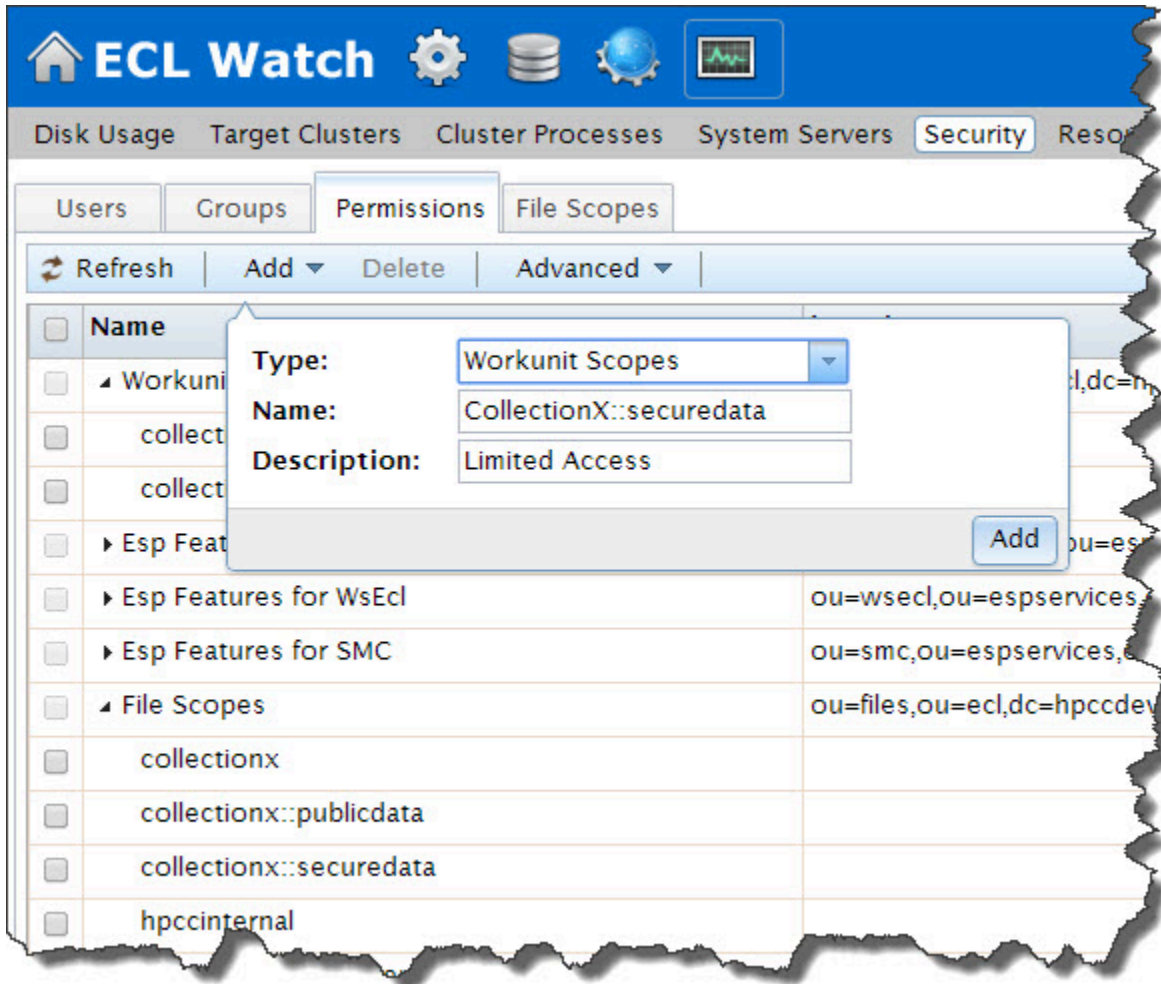 ECL Watch
Disk Usage Target Clusters Cluster Processes System Servers Security
Users Groups Permissions File Scopes
Refresh Add Delete Advanced
Name
Type: Workunit Scopes
Name: CollectionX::securedata
Description: Limited Access
Add
Esp Features for WsEcl ou=wsecl,ou=espservices,
Esp Features for SMC ou=smc,ou=espservices,
File Scopes ou=files,ou=ecl,dc=hpccdev
collectionx
collectionx::publicdata
collectionx::securedata
hpccinternal